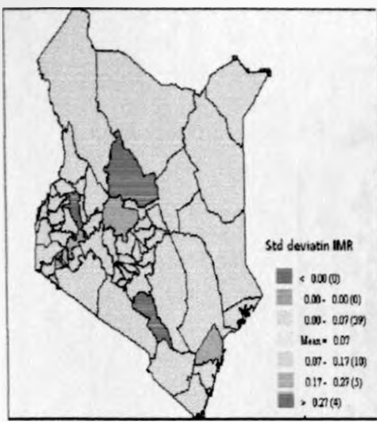 Std deviatin IMR
< 0.00 (0)
0.00 - 0.00 (0)
0.00 - 0.07 (39)
Mean = 0.07
0.07 - 0.17 (10)
0.17 - 0.27 (5)
> 0.27 (4)